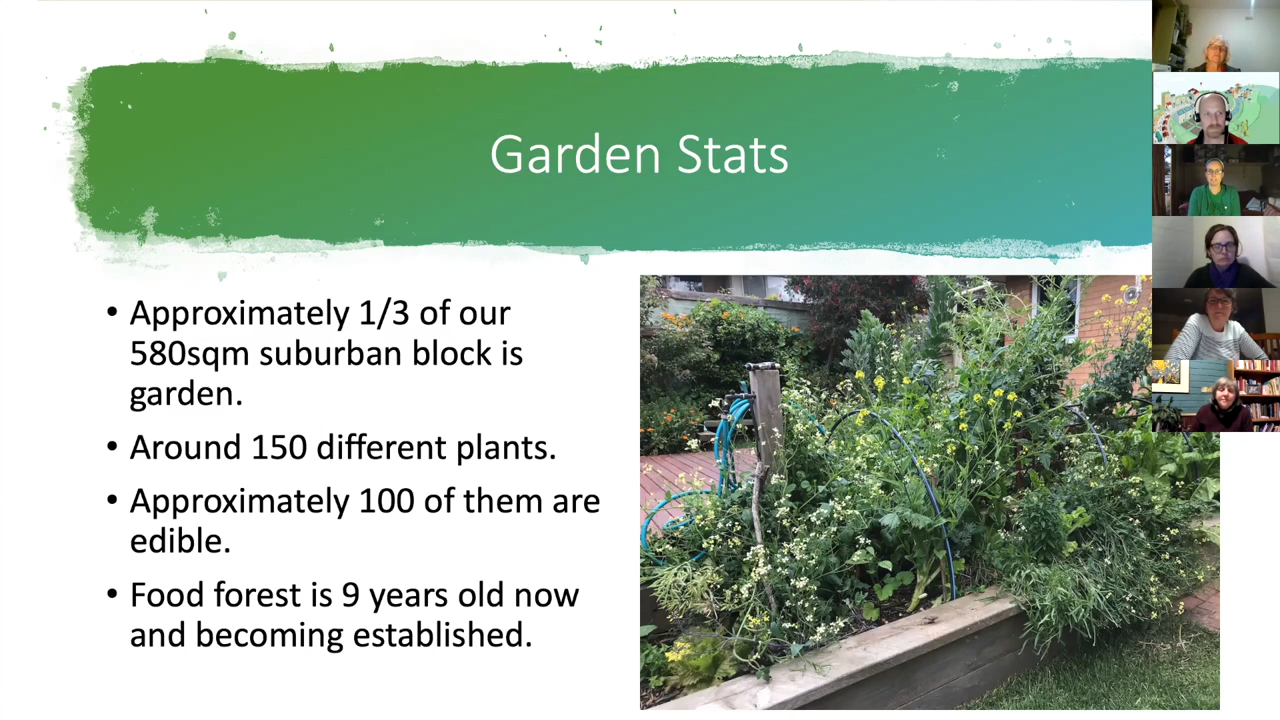 Garden Stats
• Approximately 1/3 of our
580sqm suburban block is
garden.
• Around 150 different plants.
• Approximately 100 of them are
edible.
• Food forest is 9 years old now
and becoming established.